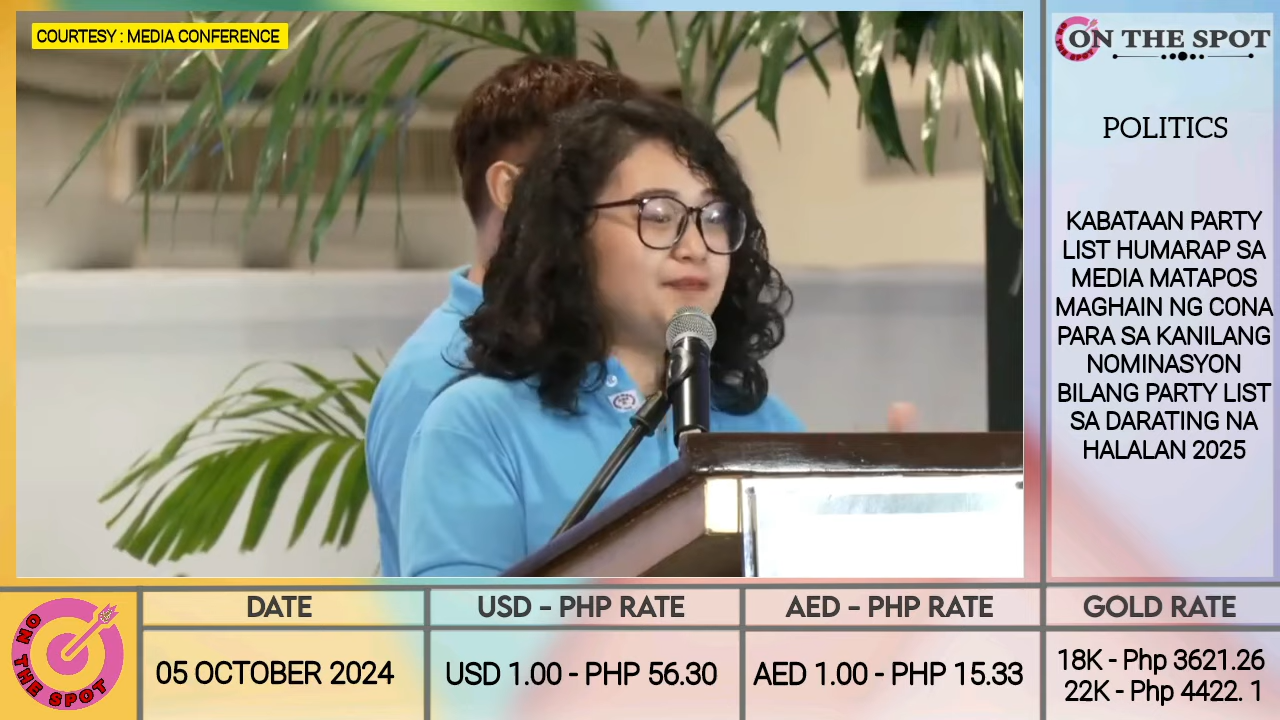 COURTESY : MEDIA CONFERENCE
ON THE SPOT
POLITICS
KABATAAN PARTY
LIST HUMARAP SA
MEDIA MATAPOS
MAGHAIN NG CONA
PARA SA KANILANG
NOMINASYON
BILANG PARTY LIST
SA DARATING NA
HALALAN 2025
ON THE SPOT
DATE
USD - PHP RATE
AED - PHP RATE
GOLD RATE
05 OCTOBER 2024
USD 1.00 - PHP 56.30
AED 1.00 - PHP 15.33
18K - Php 3621.26
22K - Php 4422. 1